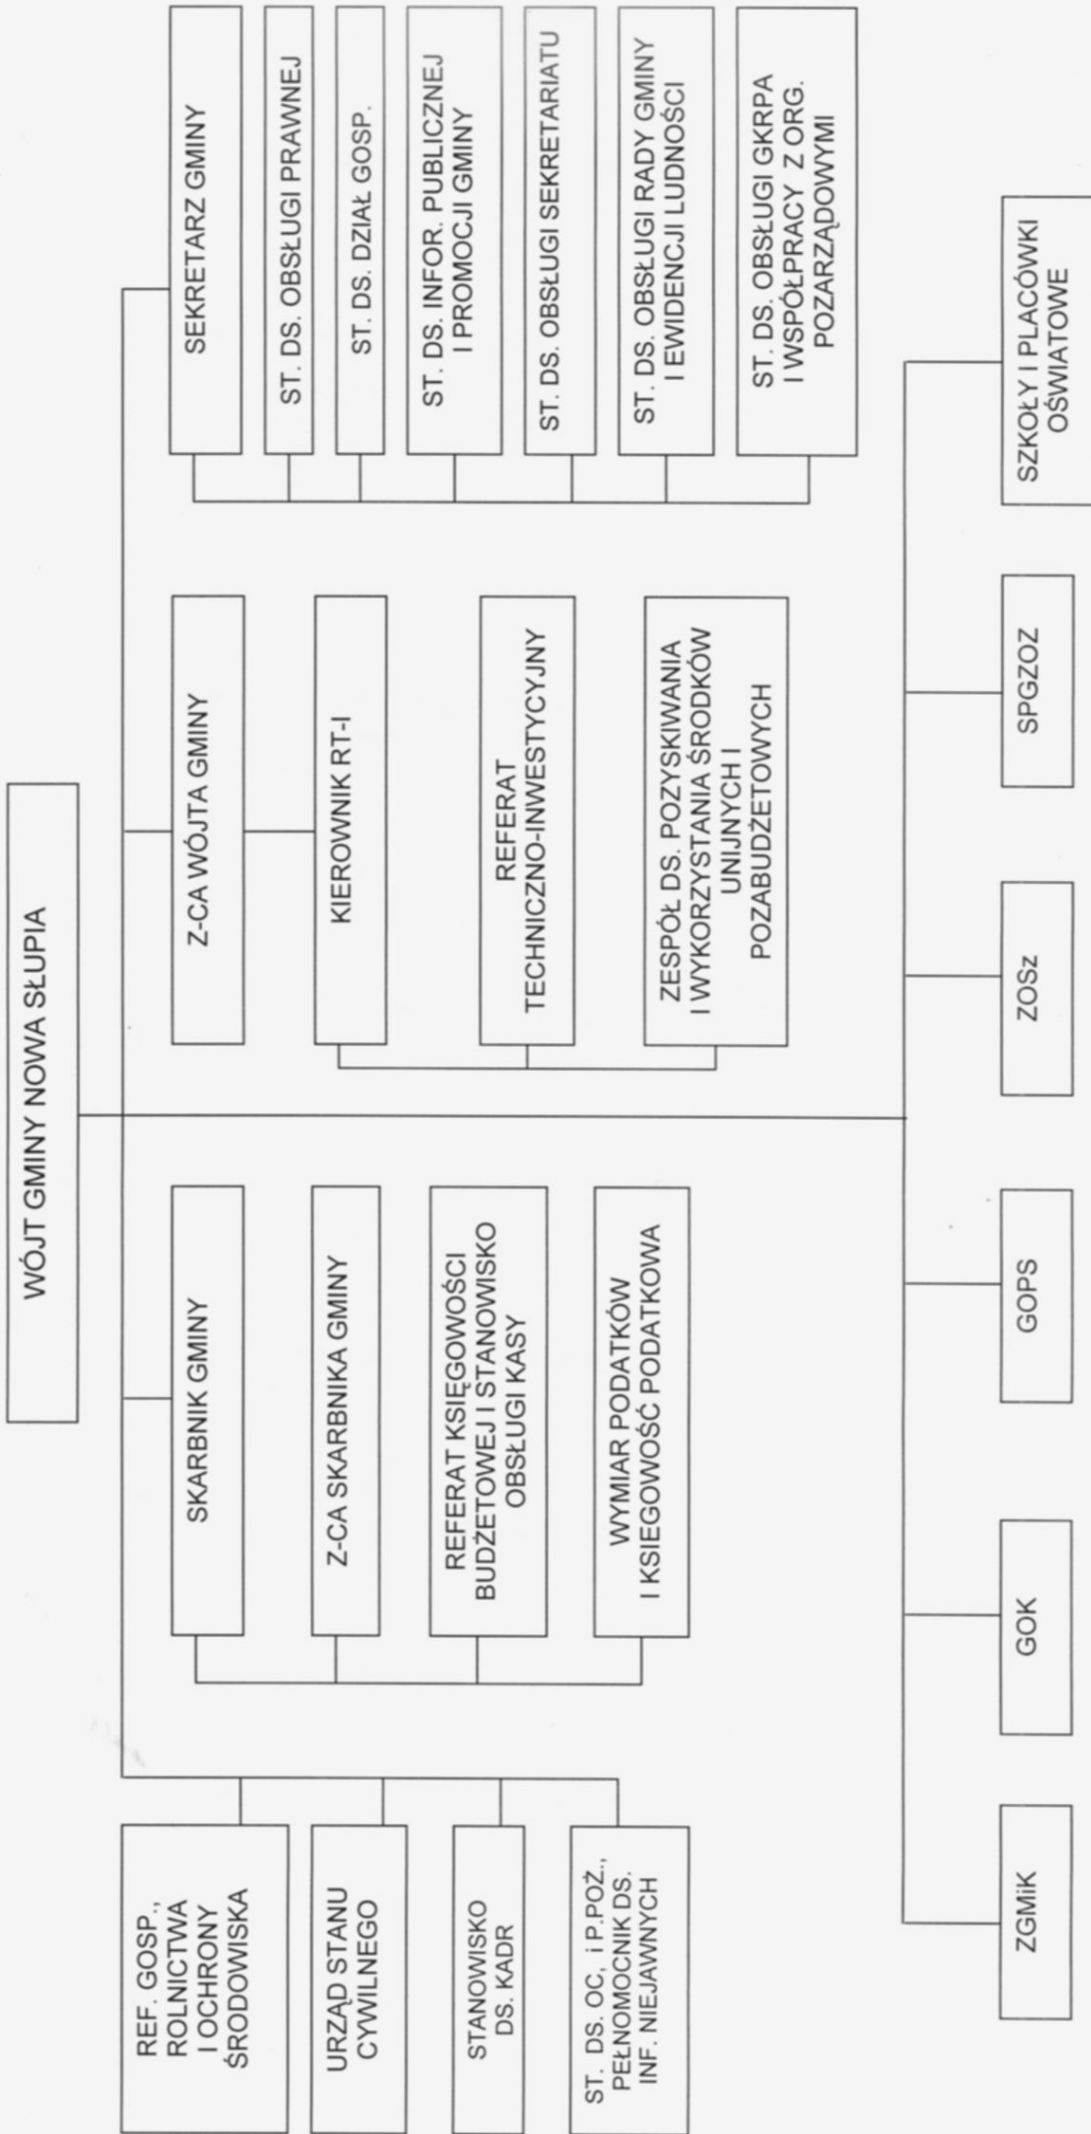 WÓJT GMINY NOWA SŁUPIA
REF. GOSP.,
ROLNICTWA
I OCHRONY
ŚRODOWISKA
URZĄD STANU
CYWILNEGO
STANOWISKO
DS. KADR
ST. DS. OC, i P.POŻ.,
PEŁNOMOCNIK DS.
INF. NIEJAWNYCH
SKARBNIK GMINY
Z-CA SKARBNIKA GMINY
REFERAT KSIĘGOWOŚCI
BUDŻETOWEJ I STANOWISKO
OBSŁUGI KASY
WYMIAR PODATKÓW
I KSIEGOWOŚĆ PODATKOWA
Z-CA WÓJTA GMINY
KIEROWNIK RT-I
REFERAT
TECHNICZNO-INWESTYCYJNY
ZESPÓŁ DS. POZYSKIWANIA
I WYKORZYSTANIA ŚRODKÓW
UNIJNYCH I
POZABUDŻETOWYCH
SEKRETARZ GMINY
ST. DS. OBSŁUGI PRAWNEJ
ST. DS. DZIAŁ GOSP.
ST. DS. INFOR. PUBLICZNEJ
I PROMOCJI GMINY
ST. DS. OBSŁUGI SEKRETARIATU
ST. DS. OBSŁUGI RADY GMINY
I EWIDENCJI LUDNOŚCI
ST. DS. OBSŁUGI GKRPA
I WSPÓŁPRACY Z ORG.
POZARZĄDOWYMI
ZGMiK
GOK
GOPS
ZOSz
SPGZOZ
SZKOŁY I PLACÓWKI
OŚWIATOWE